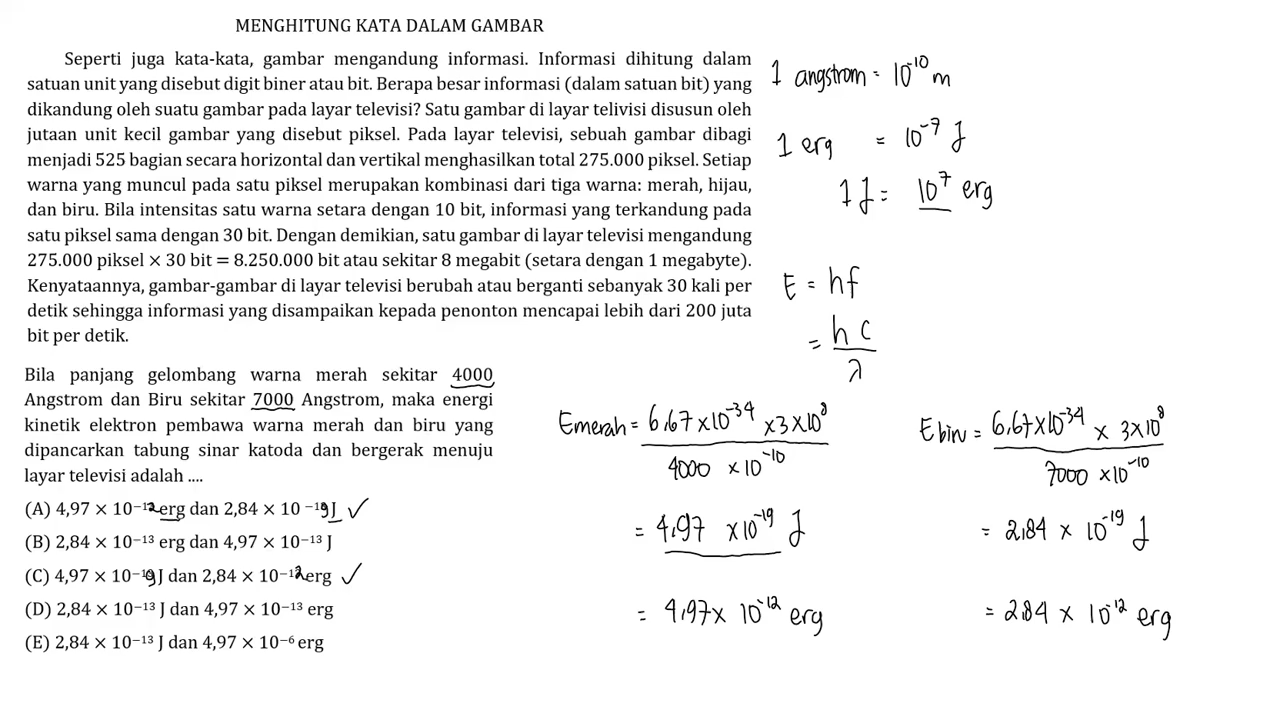 MENGHITUNG KATA DALAM GAMBAR
Seperti juga kata-kata, gambar mengandung informasi. Informasi dihitung dalam
satuan unit yang disebut digit biner atau bit. Berapa besar informasi (dalam satuan bit) yang
dikandung oleh suatu gambar pada layar televisi? Satu gambar di layar telivisi disusun oleh
jutaan unit kecil gambar yang disebut piksel. Pada layar televisi, sebuah gambar dibagi
menjadi 525 bagian secara horizontal dan vertikal menghasilkan total 275.000 piksel. Setiap
warna yang muncul pada satu piksel merupakan kombinasi dari tiga warna: merah, hijau,
dan biru. Bila intensitas satu warna setara dengan 10 bit, informasi yang terkandung pada
satu piksel sama dengan 30 bit. Dengan demikian, satu gambar di layar televisi mengandung
275.000 piksel × 30 bit = 8.250.000 bit atau sekitar 8 megabit (setara dengan 1 megabyte).
Kenyataannya, gambar-gambar di layar televisi berubah atau berganti sebanyak 30 kali per
detik sehingga informasi yang disampaikan kepada penonton mencapai lebih dari 200 juta
bit per detik.
Bila panjang gelombang warna merah sekitar 4000
Angstrom dan Biru sekitar 7000 Angstrom, maka energi
kinetik elektron pembawa warna merah dan biru yang
dipancarkan tabung sinar katoda dan bergerak menuju
layar televisi adalah ....
(A) 4,97 × 10⁻¹² erg dan 2,84 × 10 ⁻¹⁹ J ✓
(B) 2,84 × 10⁻¹³ erg dan 4,97 × 10⁻¹³ J
(C) 4,97 × 10⁻¹⁹ J dan 2,84 × 10⁻¹² erg ✓
(D) 2,84 × 10⁻¹³ J dan 4,97 × 10⁻¹³ erg
(E) 2,84 × 10⁻¹³ J dan 4,97 × 10⁻⁶ erg
1 angstrom = 10⁻¹⁰ m
1 erg = 10⁻⁷ J
1 J = 10⁷ erg
E = hf
= hc
λ
Emerah = 6,67 × 10⁻³⁴ × 3 × 10⁸
4000 × 10⁻¹⁰
= 4,97 × 10⁻¹⁹ J
= 4,97 × 10⁻¹² erg
E biru = 6,67 × 10⁻³⁴ × 3 × 10⁸
7000 × 10⁻¹⁰
= 2,84 × 10⁻¹⁹ J
= 2,84 × 10⁻¹² erg